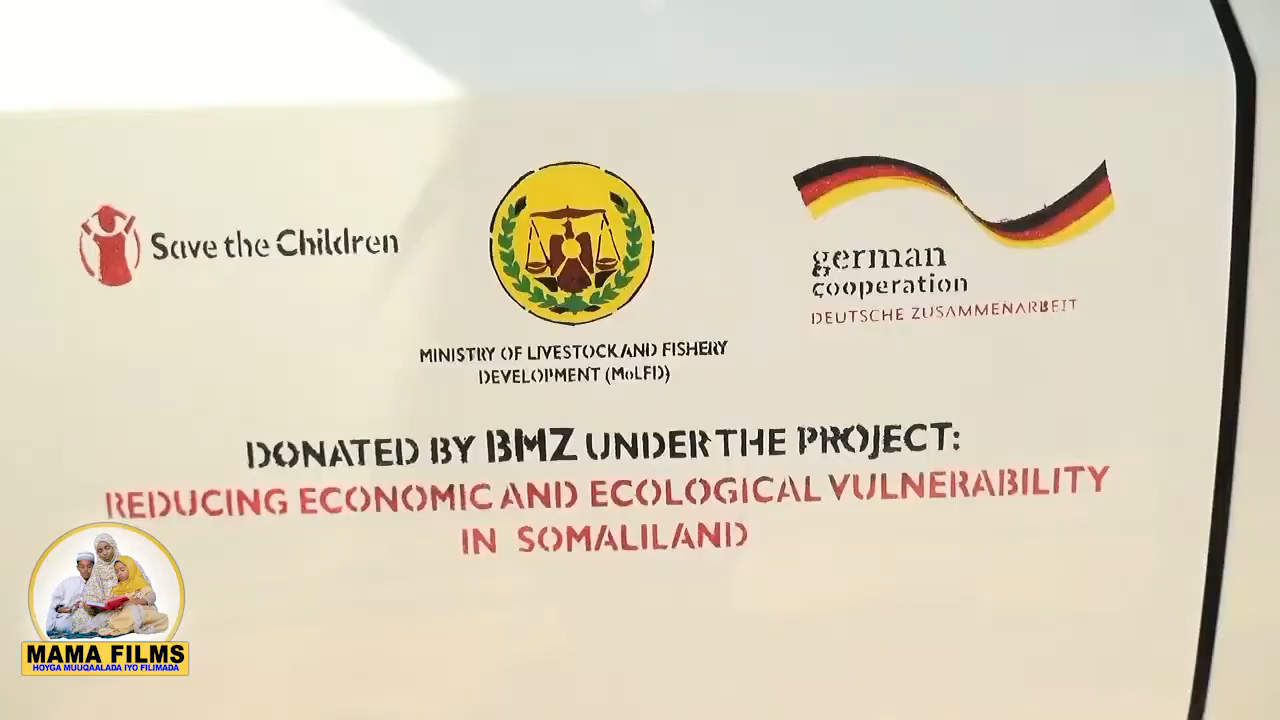 Save the Children
MINISTRY OF LIVESTOCK AND FISHERY
DEVELOPMENT (MoLFD)
german
cooperation
DEUTSCHE ZUSAMMENARBEIT
DONATED BY BMZ UNDER THE PROJECT:
REDUCING ECONOMIC AND ECOLOGICAL VULNERABILITY
IN SOMALILAND
MAMA FILMS
HOYGA MUUQAALADA IYO FILIMADA